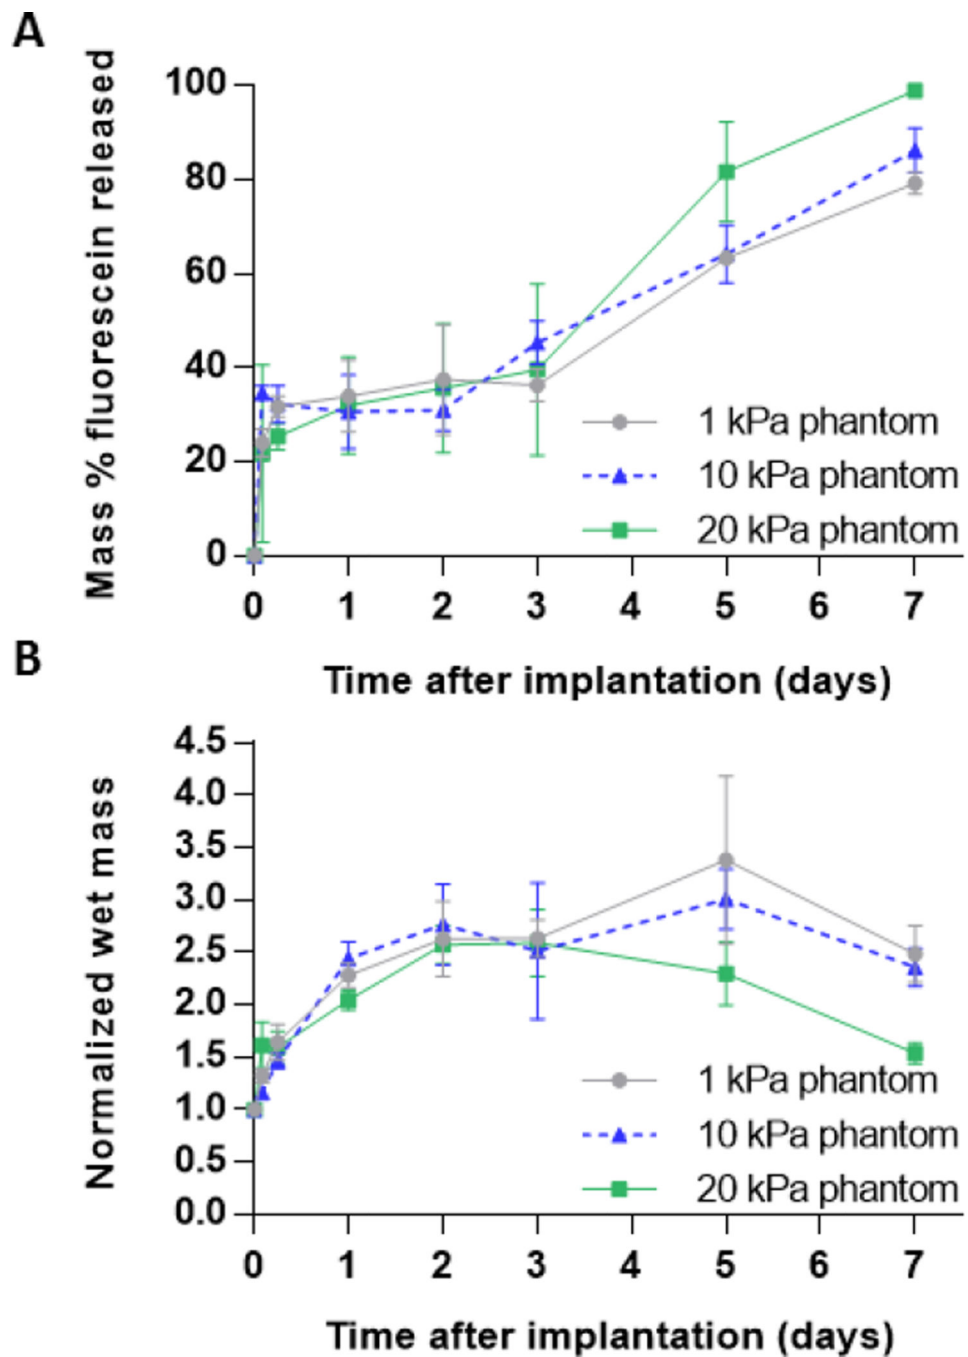 A
Mass % fluorescein released
100
80
60
40
20
0
1 kPa phantom
10 kPa phantom
20 kPa phantom
0 1 2 3 4 5 6 7
Time after implantation (days)
B
Normalized wet mass
4.5
4.0
3.5
3.0
2.5
2.0
1.5
1.0
0.5
0.0
1 kPa phantom
10 kPa phantom
20 kPa phantom
0 1 2 3 4 5 6 7
Time after implantation (days)